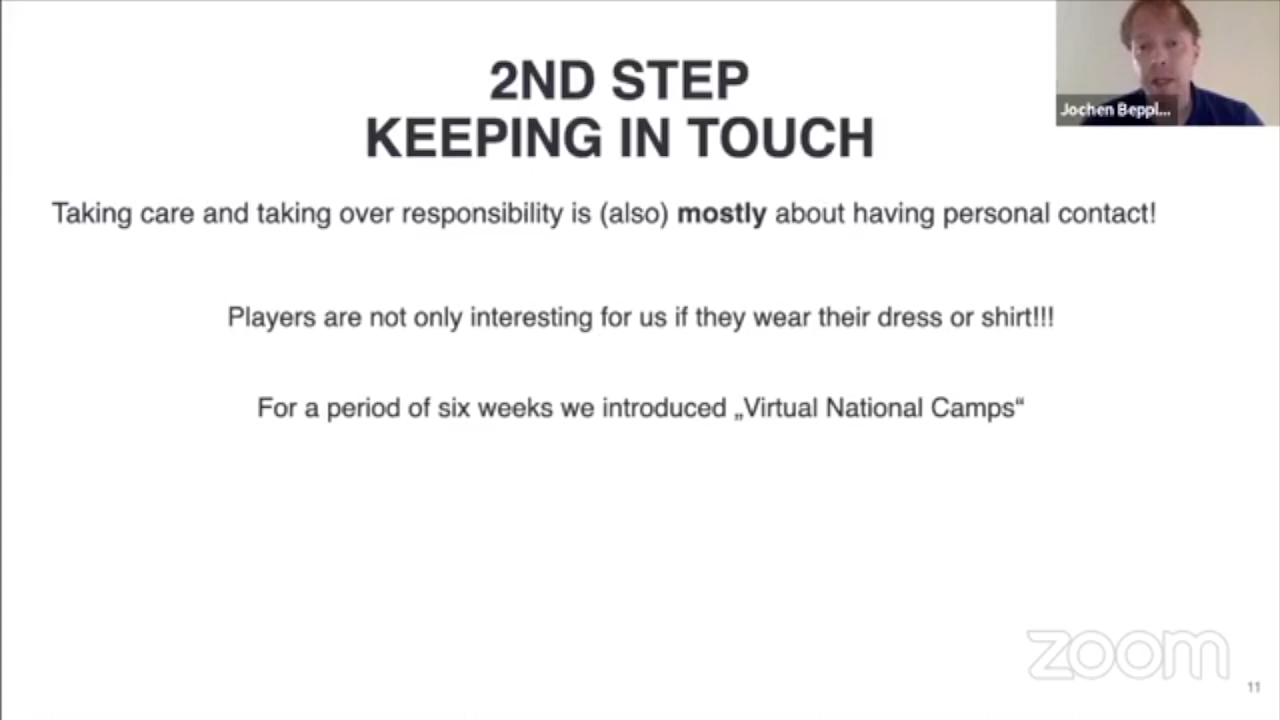 2ND STEP
KEEPING IN TOUCH
Jochen Beppl...
Taking care and taking over responsibility is (also) mostly about having personal contact!
Players are not only interesting for us if they wear their dress or shirt!!!
For a period of six weeks we introduced „Virtual National Camps“
zoom
11